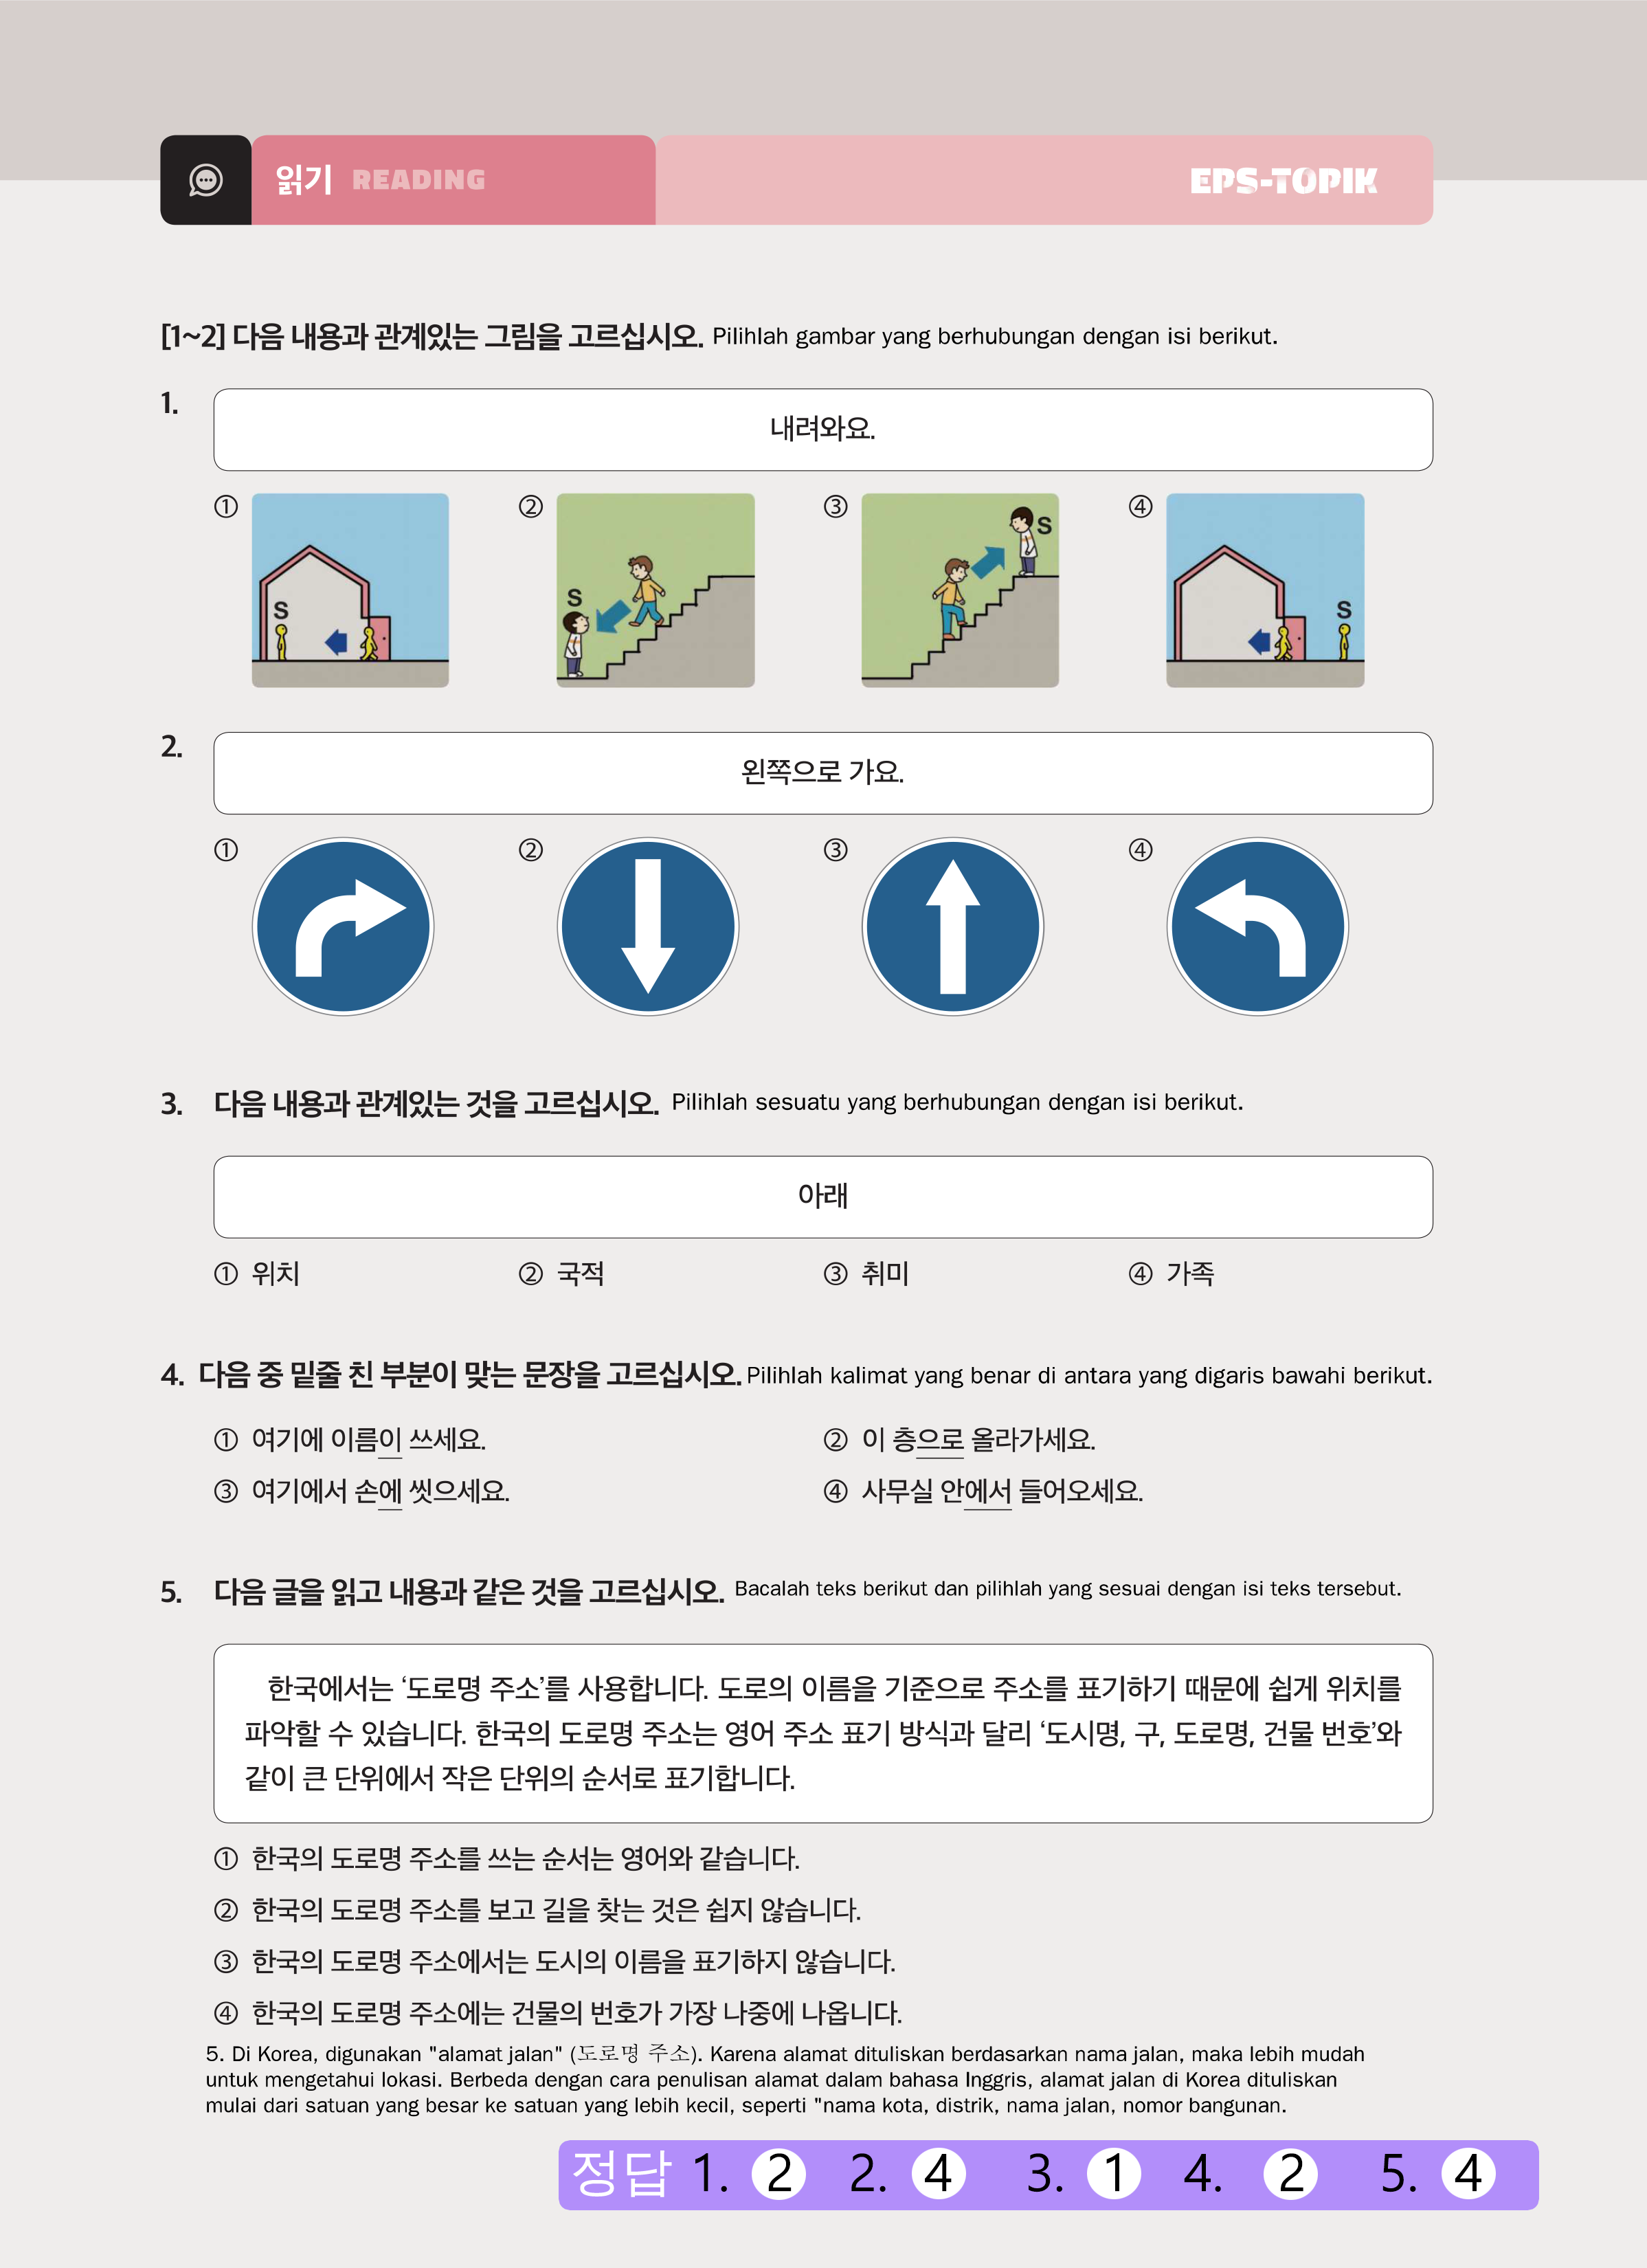 읽기 READING EPS-TOPIK
[1~2] 다음 내용과 관계있는 그림을 고르십시오. Pilihlah gambar yang berhubungan dengan isi berikut.
1.
내려와요.
① ② ③ ④
S S S S
2.
왼쪽으로 가요.
① ② ③ ④
3. 다음 내용과 관계있는 것을 고르십시오. Pilihlah sesuatu yang berhubungan dengan isi berikut.
아래
① 위치 ② 국적 ③ 취미 ④ 가족
4. 다음 중 밑줄 친 부분이 맞는 문장을 고르십시오. Pilihlah kalimat yang benar di antara yang digaris bawahi berikut.
① 여기에 이름이 쓰세요. ② 이 층으로 올라가세요.
③ 여기에서 손에 씻으세요. ④ 사무실 안에서 들어오세요.
5. 다음 글을 읽고 내용과 같은 것을 고르십시오. Bacalah teks berikut dan pilihlah yang sesuai dengan isi teks tersebut.
한국에서는 ‘도로명 주소’를 사용합니다. 도로의 이름을 기준으로 주소를 표기하기 때문에 쉽게 위치를
파악할 수 있습니다. 한국의 도로명 주소는 영어 주소 표기 방식과 달리 ‘도시명, 구, 도로명, 건물 번호’와
같이 큰 단위에서 작은 단위의 순서로 표기합니다.
① 한국의 도로명 주소를 쓰는 순서는 영어와 같습니다.
② 한국의 도로명 주소를 보고 길을 찾는 것은 쉽지 않습니다.
③ 한국의 도로명 주소에서는 도시의 이름을 표기하지 않습니다.
④ 한국의 도로명 주소에는 건물의 번호가 가장 나중에 나옵니다.
5. Di Korea, digunakan "alamat jalan" (도로명 주소). Karena alamat dituliskan berdasarkan nama jalan, maka lebih mudah
untuk mengetahui lokasi. Berbeda dengan cara penulisan alamat dalam bahasa Inggris, alamat jalan di Korea dituliskan
mulai dari satuan yang besar ke satuan yang lebih kecil, seperti "nama kota, distrik, nama jalan, nomor bangunan.
정답 1. 2 2. 4 3. 1 4. 2 5. 4